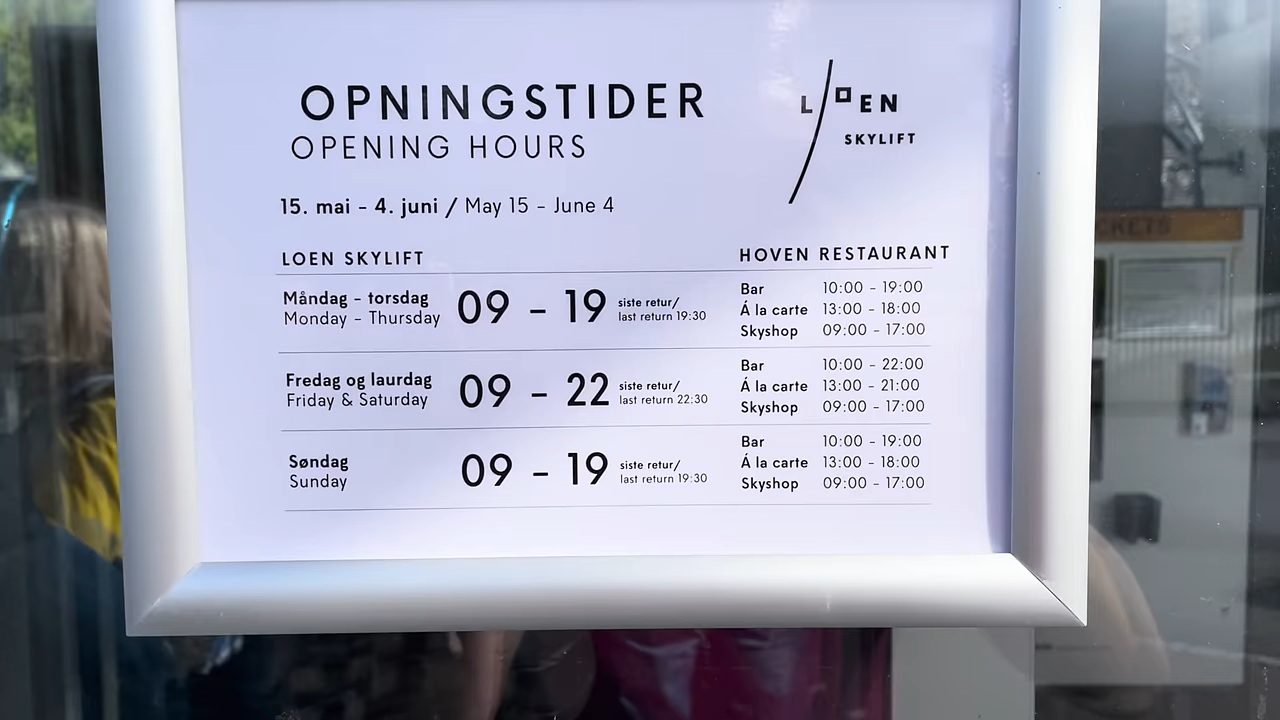 OPNINGSTIDER
OPENING HOURS
LOEN
SKYLIFT
15. mai – 4. juni / May 15 – June 4
LOEN SKYLIFT
Måndag – torsdag
Monday – Thursday
09 – 19
siste retur/
last return 19:30
Fredag og laurdag
Friday & Saturday
09 – 22
siste retur/
last return 22:30
Søndag
Sunday
09 – 19
siste retur/
last return 19:30
HOVEN RESTAURANT
Bar 10:00 - 19:00
Á la carte 13:00 - 18:00
Skyshop 09:00 - 17:00
Bar 10:00 - 22:00
Á la carte 13:00 - 21:00
Skyshop 09:00 - 17:00
Bar 10:00 - 19:00
Á la carte 13:00 - 18:00
Skyshop 09:00 - 17:00